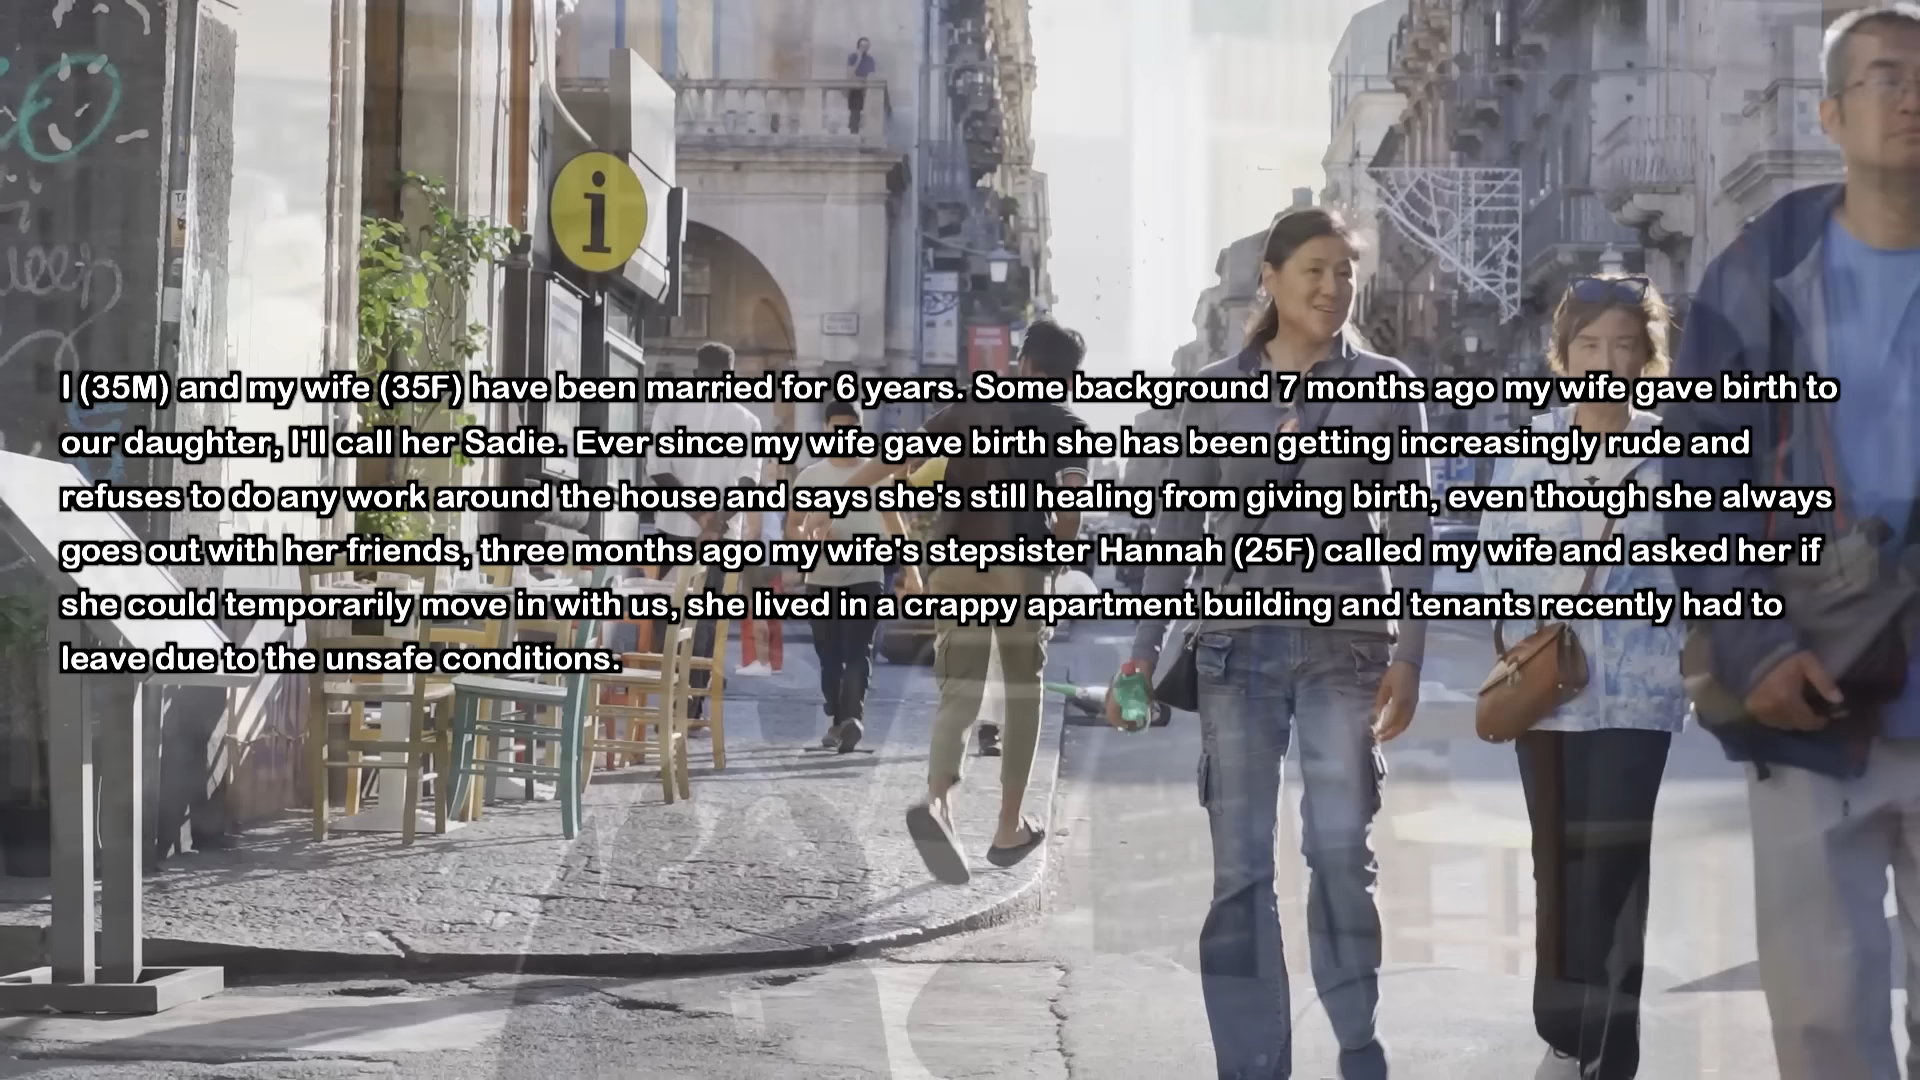 i
I (35M) and my wife (35F) have been married for 6 years. Some background 7 months ago my wife gave birth to
our daughter, I'll call her Sadie. Ever since my wife gave birth she has been getting increasingly rude and
refuses to do any work around the house and says she's still healing from giving birth, even though she always
goes out with her friends, three months ago my wife's stepsister Hannah (25F) called my wife and asked her if
she could temporarily move in with us, she lived in a crappy apartment building and tenants recently had to
leave due to the unsafe conditions.